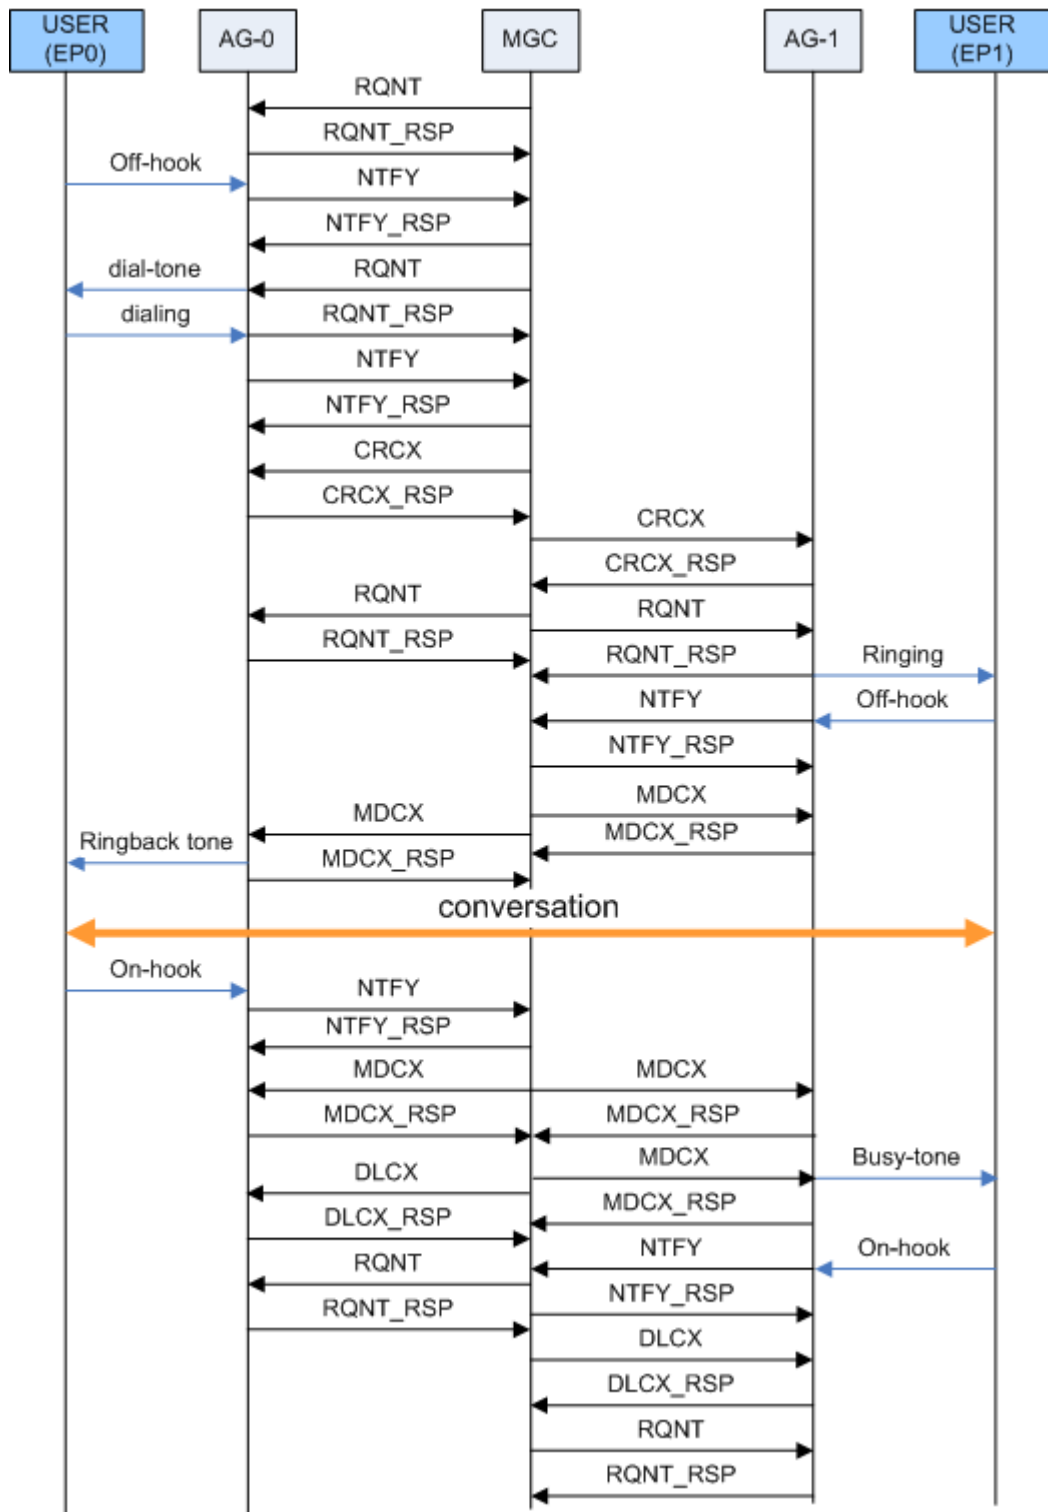 USER
(EP0)
AG-0
MGC
AG-1
USER
(EP1)
RQNT
RQNT_RSP
Off-hook
NTFY
NTFY_RSP
dial-tone
RQNT
dialing
RQNT_RSP
NTFY
NTFY_RSP
CRCX
CRCX_RSP
CRCX
CRCX_RSP
RQNT
RQNT
RQNT_RSP
RQNT_RSP
Ringing
NTFY
Off-hook
NTFY_RSP
MDCX
MDCX
MDCX_RSP
Ringback tone
MDCX_RSP
conversation
On-hook
NTFY
NTFY_RSP
MDCX
MDCX
MDCX_RSP
MDCX_RSP
MDCX
Busy-tone
DLCX
MDCX_RSP
DLCX_RSP
NTFY
On-hook
RQNT
NTFY_RSP
RQNT_RSP
DLCX
DLCX_RSP
RQNT
RQNT_RSP